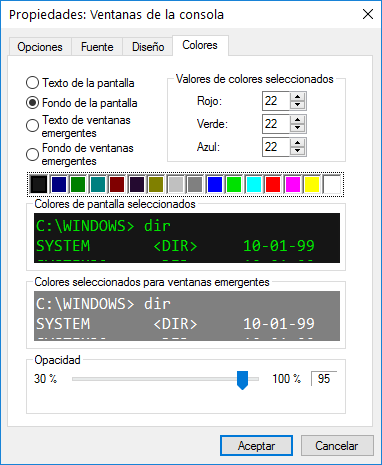 Propiedades: Ventanas de la consola
Opciones Fuente Diseño Colores
Texto de la pantalla
Fondo de la pantalla
Texto de ventanas
emergentes
Fondo de ventanas
emergentes
Valores de colores seleccionados
Rojo: 22
Verde: 22
Azul: 22
Colores de pantalla seleccionados
C:\WINDOWS> dir
SYSTEM <DIR> 10-01-99
Colores seleccionados para ventanas emergentes
C:\WINDOWS> dir
SYSTEM <DIR> 10-01-99
Opacidad
30 % 100 % 95
Aceptar Cancelar